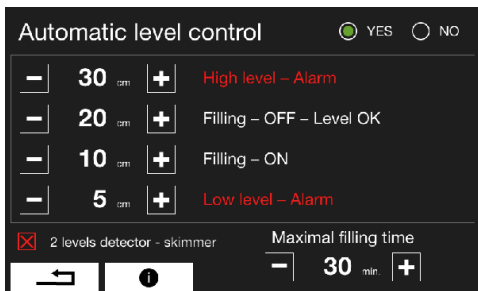 Automatic level control YES NO
− 30 cm + High level – Alarm
− 20 cm + Filling – OFF – Level OK
− 10 cm + Filling – ON
− 5 cm + Low level – Alarm
2 levels detector - skimmer
Maximal filling time
− 30 min. +
i